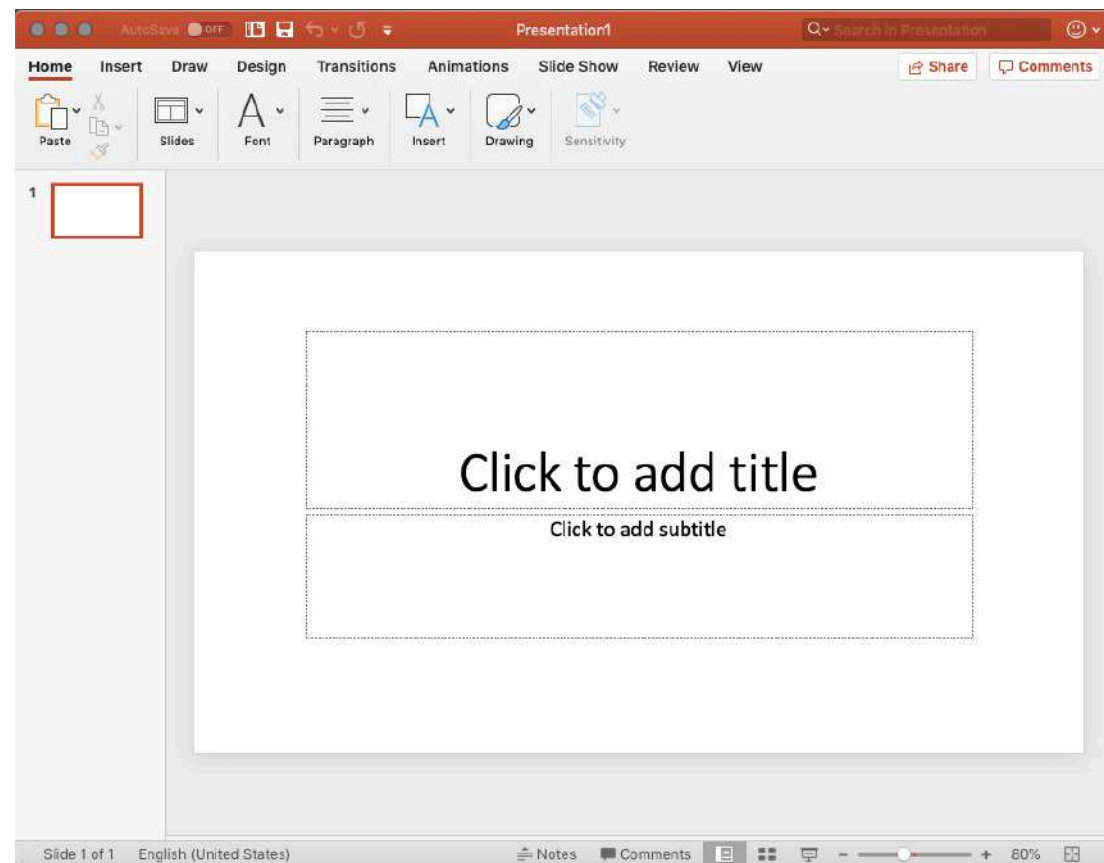 AutoSave OFF Presentation1 Search in Presentation
Home Insert Draw Design Transitions Animations Slide Show Review View Share Comments
Paste Slides Font Paragraph Insert Drawing Sensitivity
1
Click to add title
Click to add subtitle
Slide 1 of 1 English (United States) Notes Comments 80%